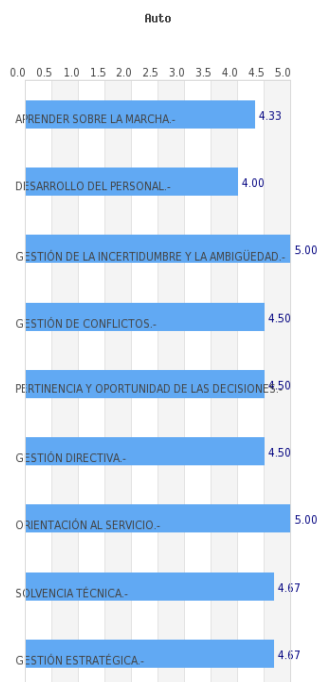 Auto
0.0 0.5 1.0 1.5 2.0 2.5 3.0 3.5 4.0 4.5 5.0
APRENDER SOBRE LA MARCHA.- 4.33
DESARROLLO DEL PERSONAL.- 4.00
GESTIÓN DE LA INCERTIDUMBRE Y LA AMBIGÜEDAD.- 5.00
GESTIÓN DE CONFLICTOS.- 4.50
PERTINENCIA Y OPORTUNIDAD DE LAS DECISIONES.- 4.50
GESTIÓN DIRECTIVA.- 4.50
ORIENTACIÓN AL SERVICIO.- 5.00
SOLVENCIA TÉCNICA.- 4.67
GESTIÓN ESTRATÉGICA.- 4.67